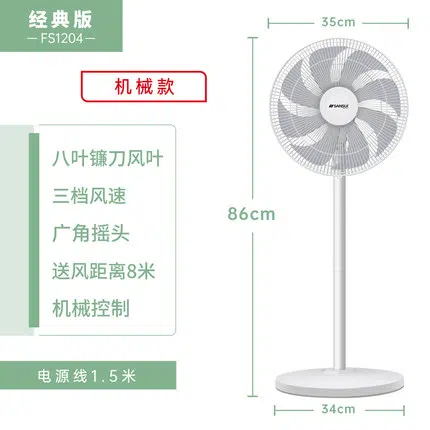 经典版
—FS1204—
机械款
八叶镰刀风叶
三档风速
广角摇头
送风距离8米
机械控制
电源线1.5米
35cm
SANSUI
86cm
34cm